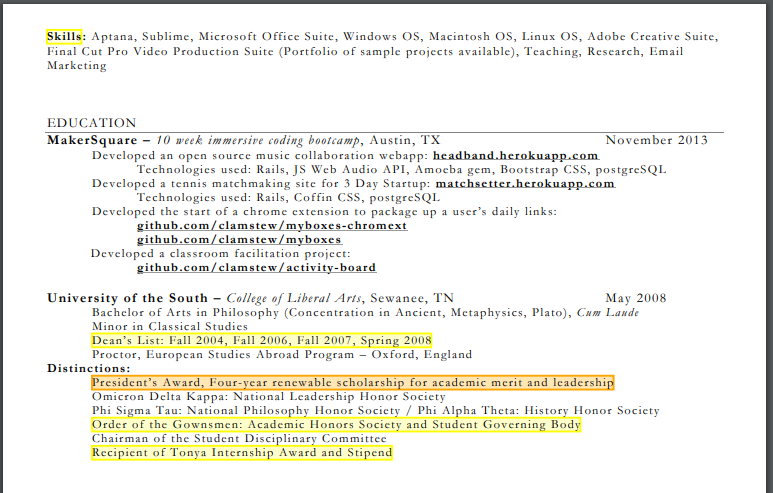 Skills: Aptana, Sublime, Microsoft Office Suite, Windows OS, Macintosh OS, Linux OS, Adobe Creative Suite,
Final Cut Pro Video Production Suite (Portfolio of sample projects available), Teaching, Research, Email
Marketing
EDUCATION
MakerSquare – 10 week immersive coding bootcamp, Austin, TX November 2013
Developed an open source music collaboration webapp: headband.herokuapp.com
Technologies used: Rails, JS Web Audio API, Amoeba gem, Bootstrap CSS, postgreSQL
Developed a tennis matchmaking site for 3 Day Startup: matchsetter.herokuapp.com
Technologies used: Rails, Coffin CSS, postgreSQL
Developed the start of a chrome extension to package up a user's daily links:
github.com/clamstew/myboxes-chromext
github.com/clamstew/myboxes
Developed a classroom facilitation project:
github.com/clamstew/activity-board
University of the South – College of Liberal Arts, Sewanee, TN May 2008
Bachelor of Arts in Philosophy (Concentration in Ancient, Metaphysics, Plato), Cum Laude
Minor in Classical Studies
Dean's List: Fall 2004, Fall 2006, Fall 2007, Spring 2008
Proctor, European Studies Abroad Program – Oxford, England
Distinctions:
President's Award, Four-year renewable scholarship for academic merit and leadership
Omicron Delta Kappa: National Leadership Honor Society
Phi Sigma Tau: National Philosophy Honor Society / Phi Alpha Theta: History Honor Society
Order of the Gownsmen: Academic Honors Society and Student Governing Body
Chairman of the Student Disciplinary Committee
Recipient of Tonya Internship Award and Stipend